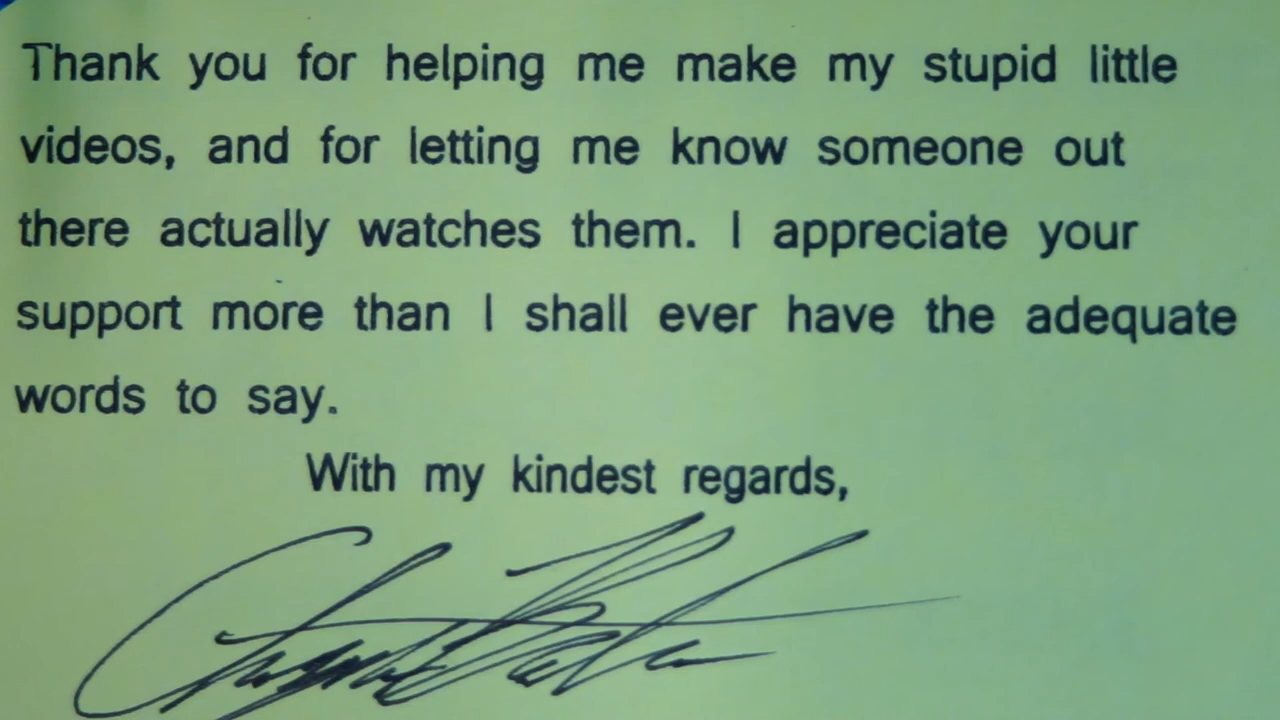 Thank you for helping me make my stupid little
videos, and for letting me know someone out
there actually watches them. I appreciate your
support more than I shall ever have the adequate
words to say.
With my kindest regards,